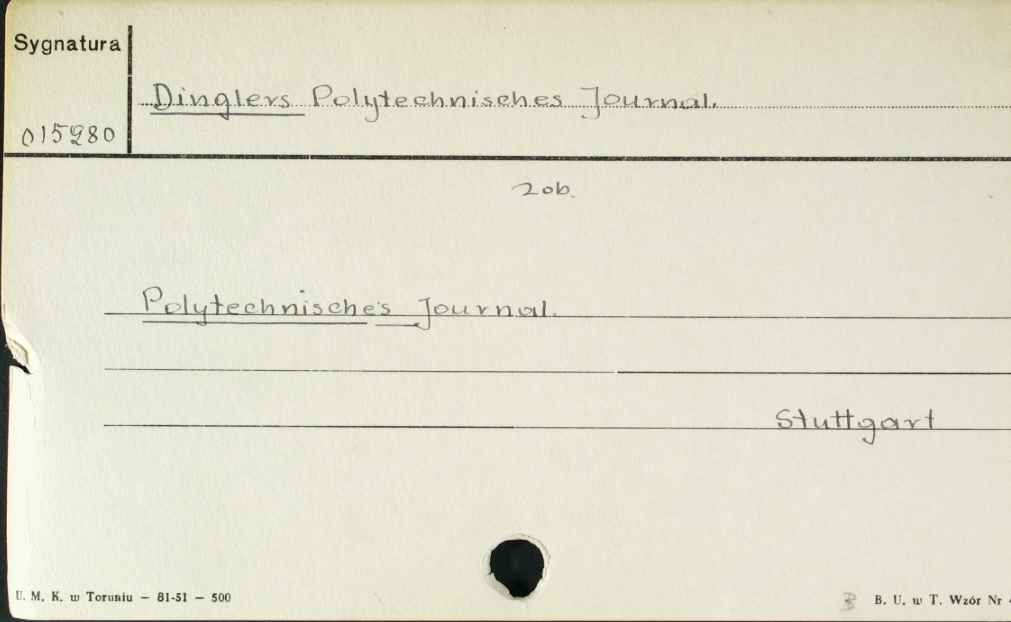 Sygnatura
Dinglers Polytechnisches Journal.
015280
zob.
Polytechnisches Journal.
Stuttgart
U. M. K. w Toruniu — 81-51 — 500
B. U. w T. Wzór Nr